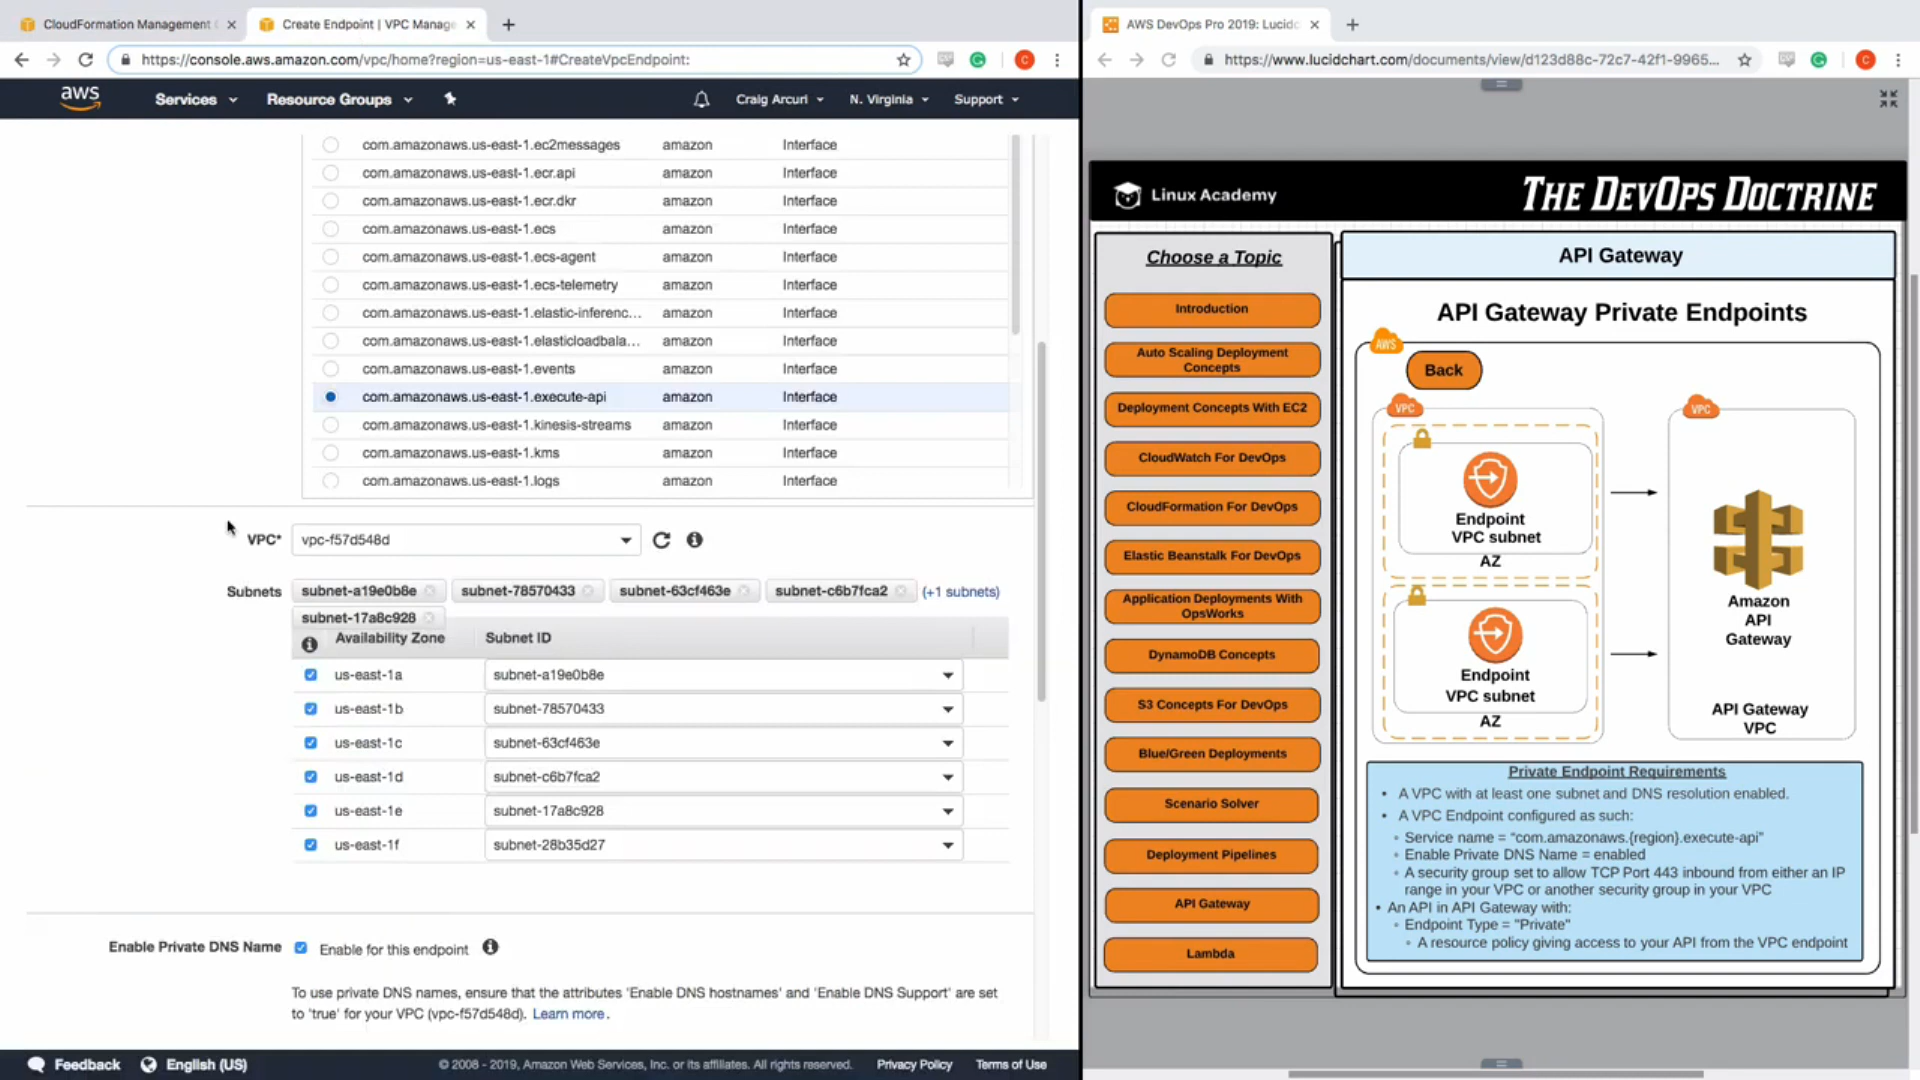 CloudFormation Management C
Create Endpoint | VPC Manage
https://console.aws.amazon.com/vpc/home?region=us-east-1#CreateVpcEndpoint:
C
aws
Services
Resource Groups
Craig Arcuri
N. Virginia
Support
com.amazonaws.us-east-1.ec2messages amazon Interface
com.amazonaws.us-east-1.ecr.api amazon Interface
com.amazonaws.us-east-1.ecr.dkr amazon Interface
com.amazonaws.us-east-1.ecs amazon Interface
com.amazonaws.us-east-1.ecs-agent amazon Interface
com.amazonaws.us-east-1.ecs-telemetry amazon Interface
com.amazonaws.us-east-1.elastic-inferenc... amazon Interface
com.amazonaws.us-east-1.elasticloadbala... amazon Interface
com.amazonaws.us-east-1.events amazon Interface
com.amazonaws.us-east-1.execute-api amazon Interface
com.amazonaws.us-east-1.kinesis-streams amazon Interface
com.amazonaws.us-east-1.kms amazon Interface
com.amazonaws.us-east-1.logs amazon Interface
VPC* vpc-f57d548d
Subnets subnet-a19e0b8e subnet-78570433 subnet-63cf463e subnet-c6b7fca2 (+1 subnets)
subnet-17a8c928
Availability Zone Subnet ID
us-east-1a subnet-a19e0b8e
us-east-1b subnet-78570433
us-east-1c subnet-63cf463e
us-east-1d subnet-c6b7fca2
us-east-1e subnet-17a8c928
us-east-1f subnet-28b35d27
Enable Private DNS Name Enable for this endpoint
To use private DNS names, ensure that the attributes 'Enable DNS hostnames' and 'Enable DNS Support' are set
to 'true' for your VPC (vpc-f57d548d). Learn more.
Feedback English (US) © 2008 - 2019, Amazon Web Services, Inc. or its affiliates. All rights reserved. Privacy Policy Terms of Use
AWS DevOps Pro 2019: Lucidc
https://www.lucidchart.com/documents/view/d123d88c-72c7-42f1-9965...
C
Linux Academy
THE DEVOPS DOCTRINE
Choose a Topic
Introduction
Auto Scaling Deployment
Concepts
Deployment Concepts With EC2
CloudWatch For DevOps
CloudFormation For DevOps
Elastic Beanstalk For DevOps
Application Deployments With
OpsWorks
DynamoDB Concepts
S3 Concepts For DevOps
Blue/Green Deployments
Scenario Solver
Deployment Pipelines
API Gateway
Lambda
API Gateway
API Gateway Private Endpoints
AWS
Back
VPC
Endpoint
VPC subnet
AZ
Endpoint
VPC subnet
AZ
VPC
Amazon
API
Gateway
API Gateway
VPC
Private Endpoint Requirements
• A VPC with at least one subnet and DNS resolution enabled.
• A VPC Endpoint configured as such:
◦ Service name = "com.amazonaws.{region}.execute-api"
◦ Enable Private DNS Name = enabled
◦ A security group set to allow TCP Port 443 inbound from either an IP
range in your VPC or another security group in your VPC
• An API in API Gateway with:
◦ Endpoint Type = "Private"
◦ A resource policy giving access to your API from the VPC endpoint